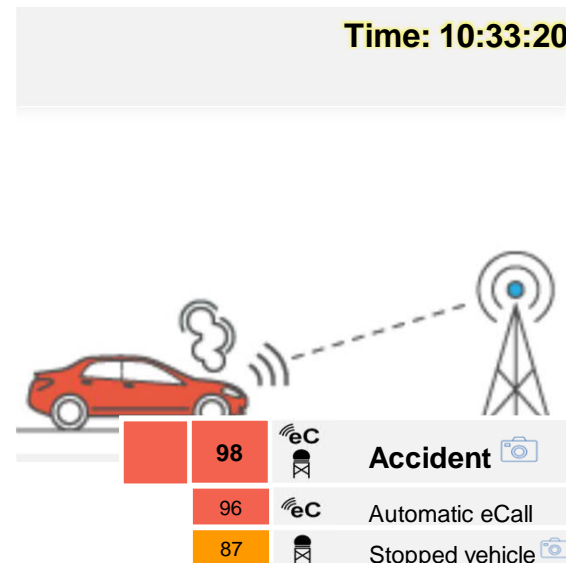 Time: 10:33:20
98 eC Accident
96 eC Automatic eCall
87 Stopped vehicle